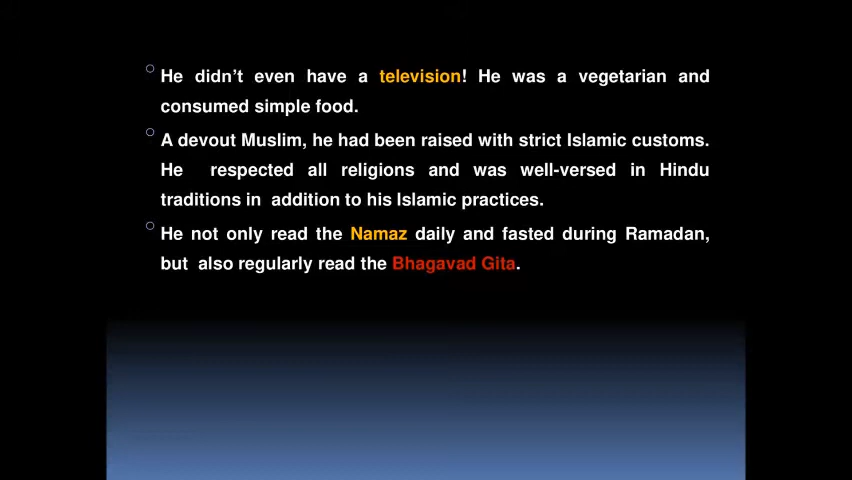 He didn't even have a television! He was a vegetarian and
consumed simple food.
A devout Muslim, he had been raised with strict Islamic customs.
He respected all religions and was well-versed in Hindu
traditions in addition to his Islamic practices.
He not only read the Namaz daily and fasted during Ramadan,
but also regularly read the Bhagavad Gita.